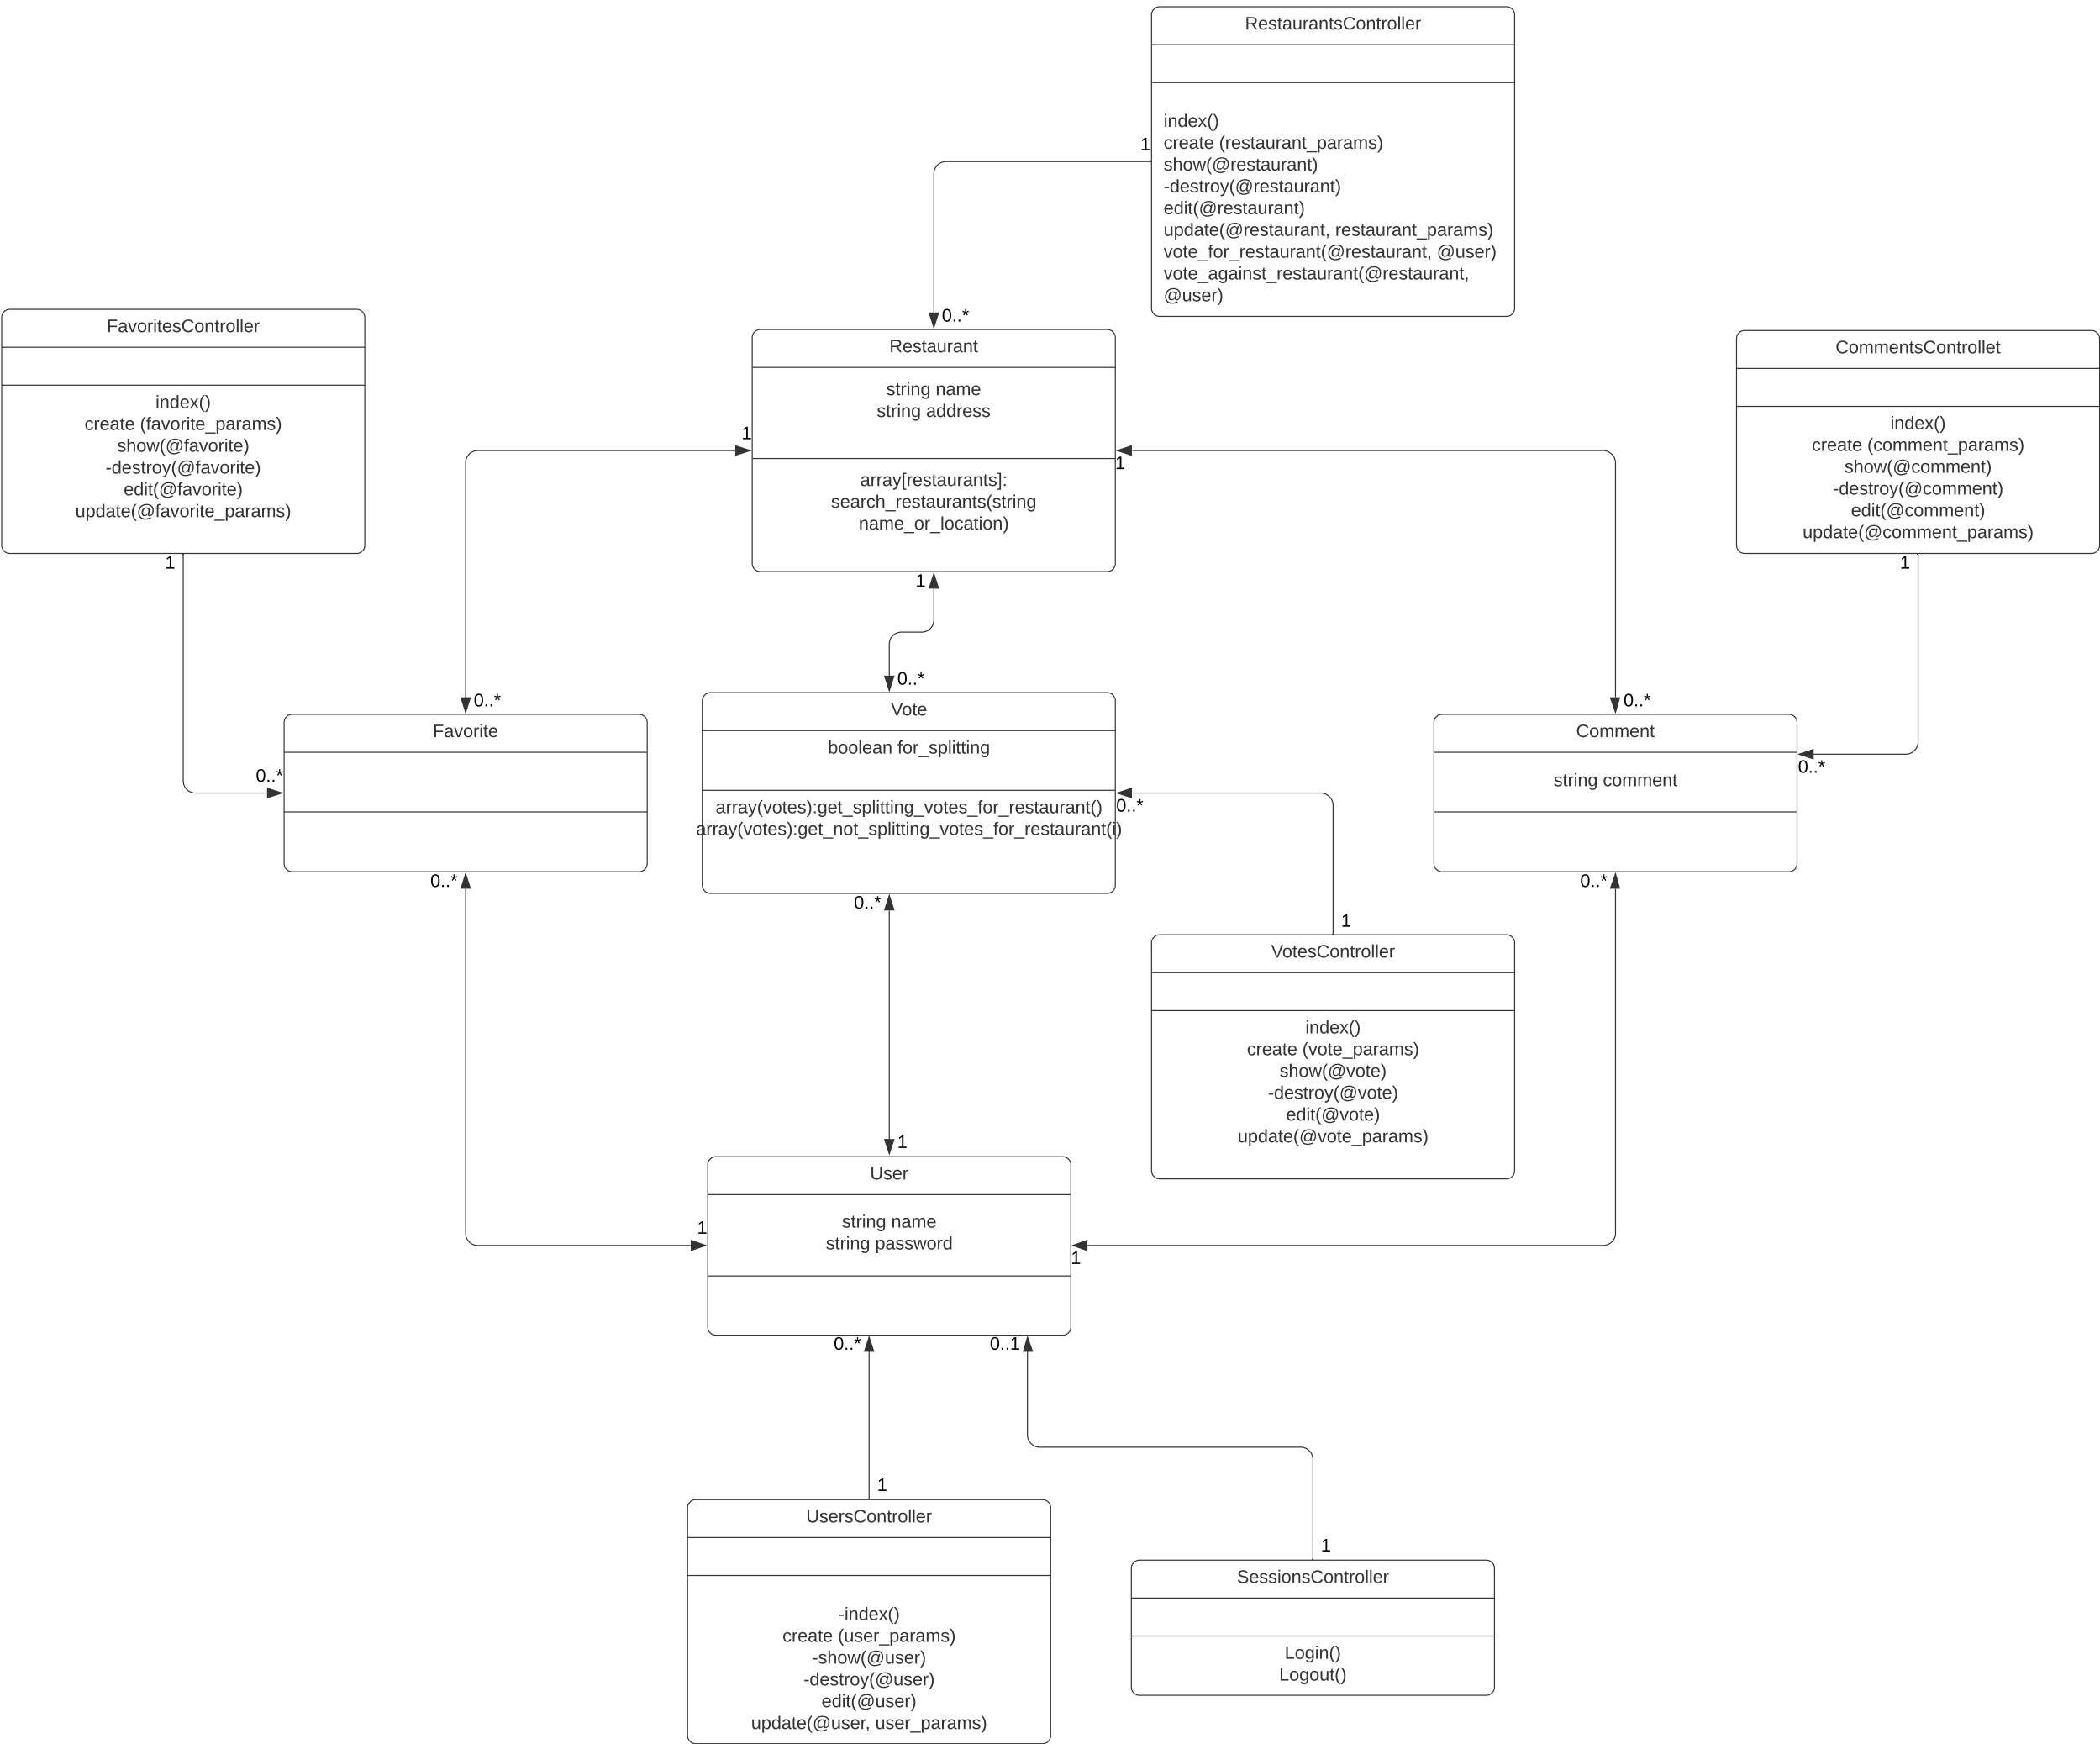 RestaurantsController
index()
create (restaurant_params)
show(@restaurant)
-destroy(@restaurant)
edit(@restaurant)
update(@restaurant, restaurant_params)
vote_for_restaurant(@restaurant, @user)
vote_against_restaurant(@restaurant,
@user)
1
0..*
FavoritesController
index()
create (favorite_params)
show(@favorite)
-destroy(@favorite)
edit(@favorite)
update(@favorite_params)
1
0..*
Restaurant
string name
string address
array[restaurants]:
search_restaurants(string
name_or_location)
1
1
1
CommentsControllet
index()
create (comment_params)
show(@comment)
-destroy(@comment)
edit(@comment)
update(@comment_params)
1
0..*
0..*
Favorite
0..*
0..*
Vote
boolean for_splitting
array(votes):get_splitting_votes_for_restaurant()
array(votes):get_not_splitting_votes_for_restaurant(i)
0..*
0..*
0..*
Comment
string comment
0..*
1
VotesController
index()
create (vote_params)
show(@vote)
-destroy(@vote)
edit(@vote)
update(@vote_params)
1
User
string name
string password
1
1
0..*
0..1
1
UsersController
-index()
create (user_params)
-show(@user)
-destroy(@user)
edit(@user)
update(@user, user_params)
1
SessionsController
Login()
Logout()